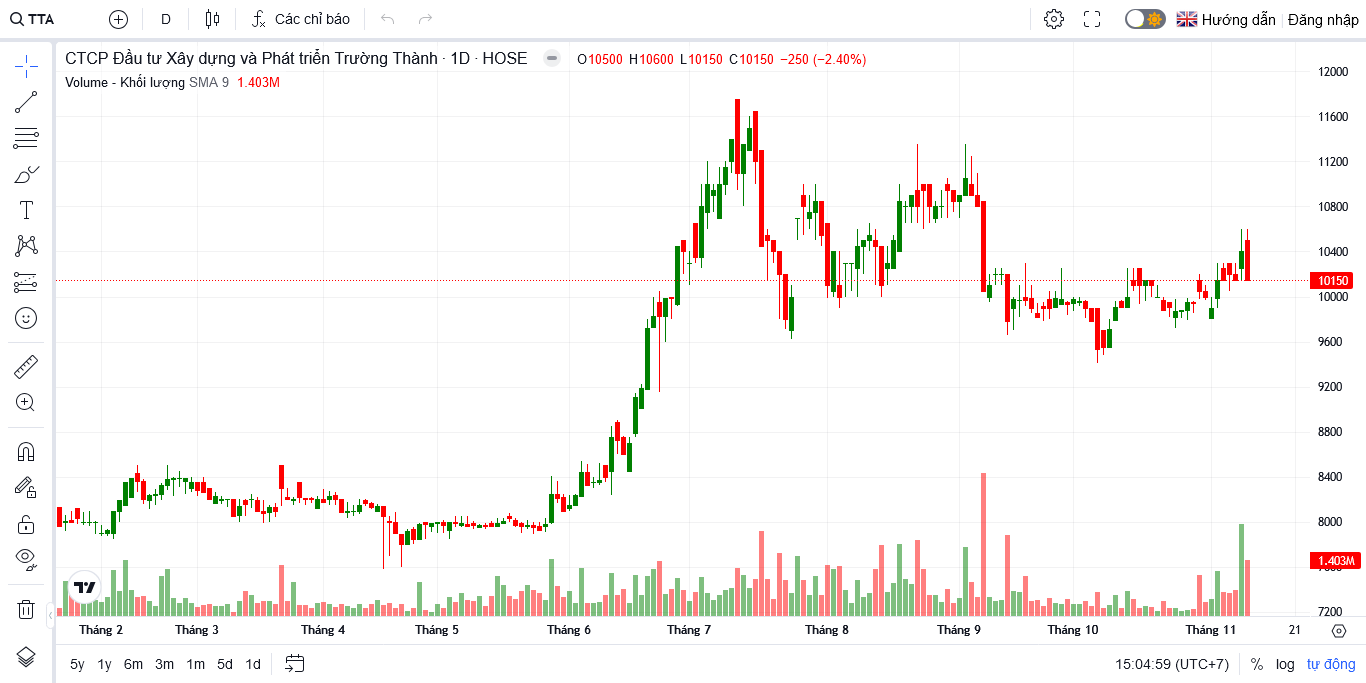 TTA D Các chỉ báo Hướng dẫn Đăng nhập
CTCP Đầu tư Xây dựng và Phát triển Trường Thành · 1D · HOSE O10500 H10600 L10150 C10150 −250 (−2.40%)
Volume - Khối lượng SMA 9 1.403M
12000
11600
11200
10800
10400
10150
10000
9600
9200
8800
8400
8000
1.403M
7200
Tháng 2 Tháng 3 Tháng 4 Tháng 5 Tháng 6 Tháng 7 Tháng 8 Tháng 9 Tháng 10 Tháng 11 21
5y 1y 6m 3m 1m 5d 1d 15:04:59 (UTC+7) % log tự động